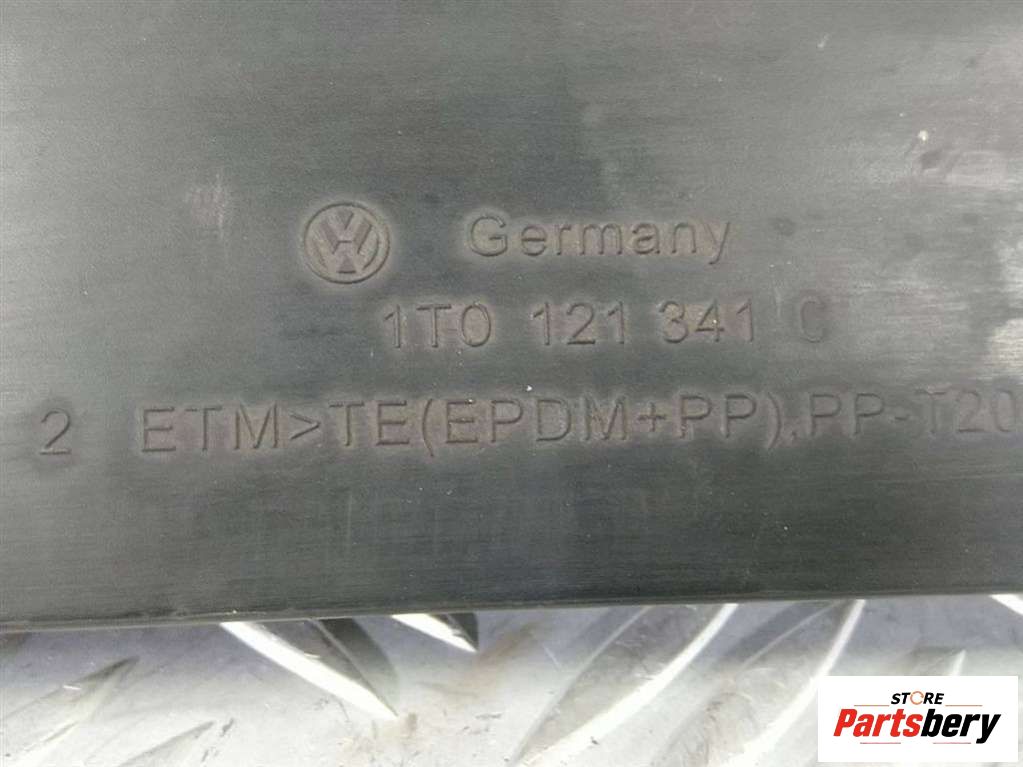 Germany
1T0 121 341 C
2 ETM>TE(EPDM+PP),PP-T20
STORE
Partsbery